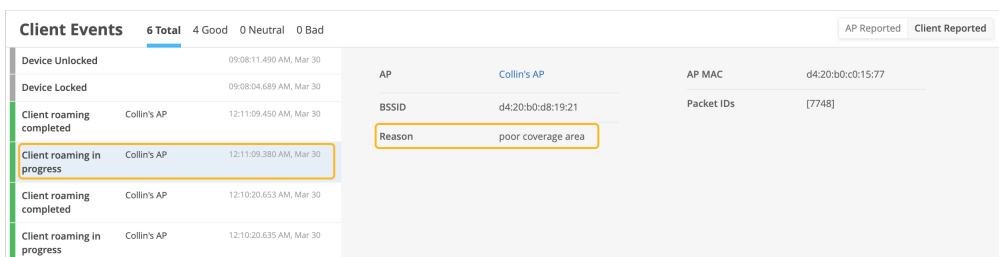 Client Events 6 Total 4 Good 0 Neutral 0 Bad AP Reported Client Reported
Device Unlocked 09:08:11.490 AM, Mar 30
Device Locked 09:08:04.689 AM, Mar 30
Client roaming completed Collin's AP 12:11:09.450 AM, Mar 30
Client roaming in progress Collin's AP 12:11:09.380 AM, Mar 30
Client roaming completed Collin's AP 12:10:20.653 AM, Mar 30
Client roaming in progress Collin's AP 12:10:20.635 AM, Mar 30
AP Collin's AP
BSSID d4:20:b0:d8:19:21
Reason poor coverage area
AP MAC d4:20:b0:c0:15:77
Packet IDs [7748]